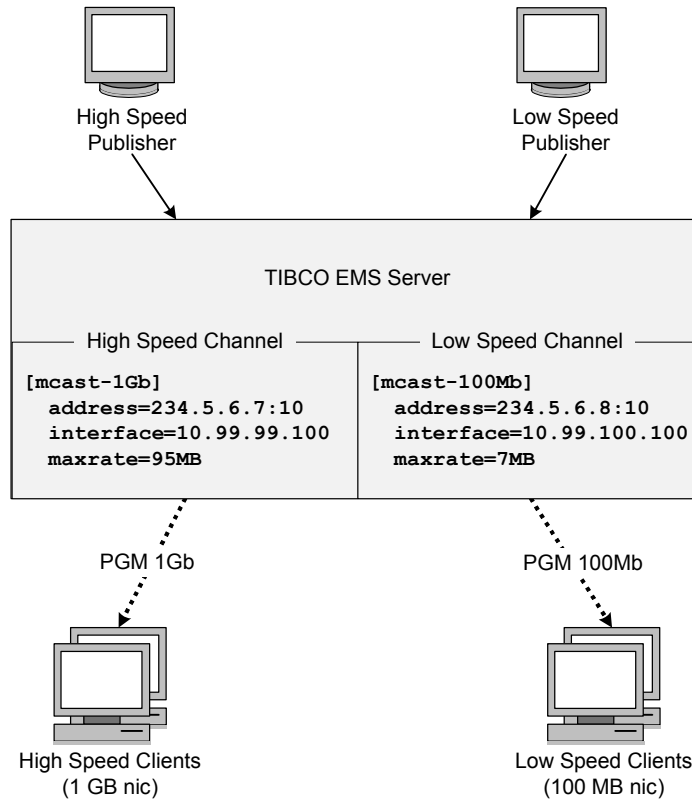 High Speed
Publisher
Low Speed
Publisher
TIBCO EMS Server
High Speed Channel
[mcast-1Gb]
address=234.5.6.7:10
interface=10.99.99.100
maxrate=95MB
Low Speed Channel
[mcast-100Mb]
address=234.5.6.8:10
interface=10.99.100.100
maxrate=7MB
PGM 1Gb
PGM 100Mb
High Speed Clients
(1 GB nic)
Low Speed Clients
(100 MB nic)